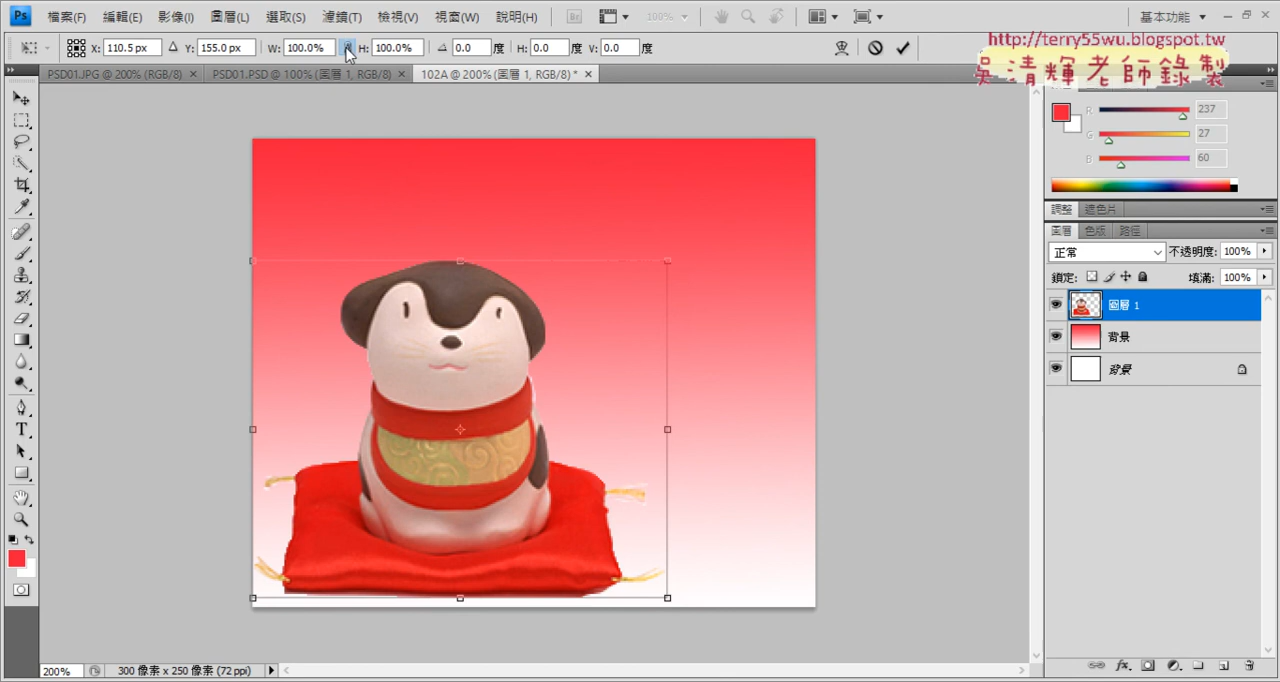 Ps 檔案(F) 編輯(E) 影像(I) 圖層(L) 選取(S) 濾鏡(T) 檢視(V) 視窗(W) 說明(H) Br 100% 基本功能
X: 110.5 px Y: 155.0 px W: 100.0% H: 100.0% 0.0 度 H: 0.0 度 V: 0.0 度
http://terry55wu.blogspot.tw
吳清輝老師錄製
PSD01.JPG @ 200% (RGB/8) × PSD01.PSD @ 100% (圖層 1, RGB/8) × 102A @ 200% (圖層 1, RGB/8) * ×
R 237
G 27
B 60
調整 遮色片
圖層 色版 路徑
正常 不透明度: 100%
鎖定: 填滿: 100%
圖層 1
背景
背景
T
fx
200% 300 像素 x 250 像素 (72 ppi)